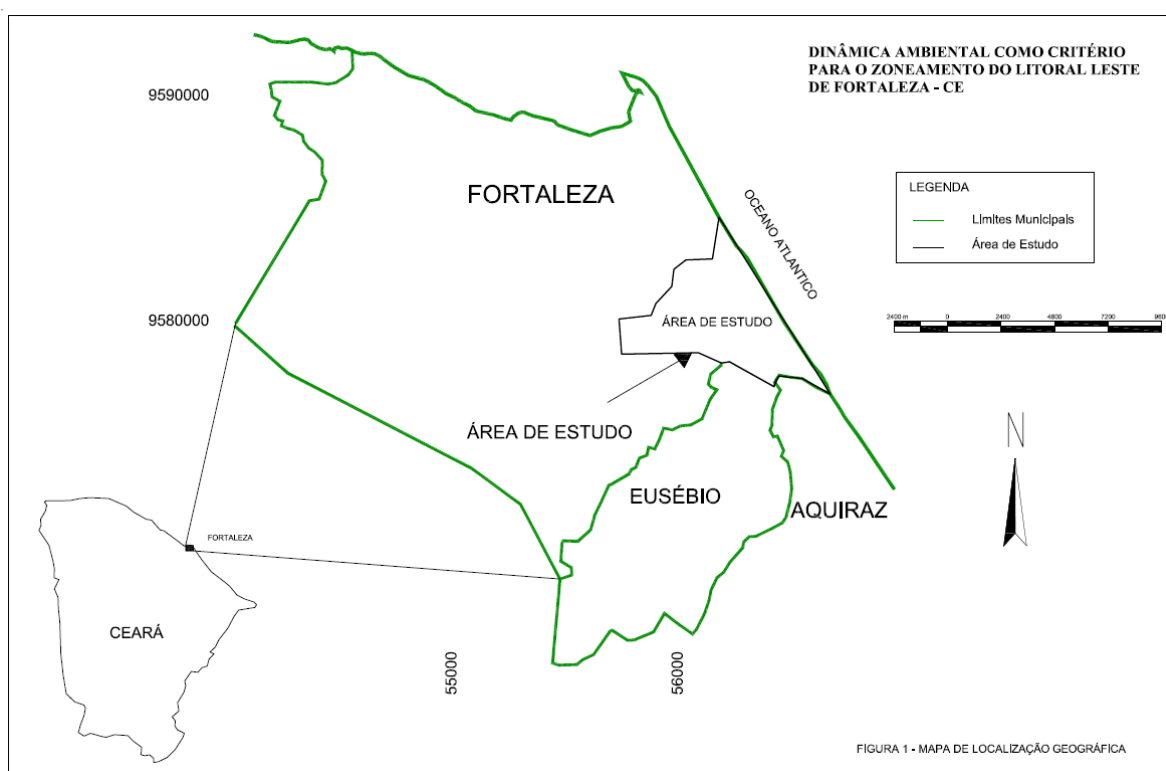 DINÂMICA AMBIENTAL COMO CRITÉRIO
PARA O ZONEAMENTO DO LITORAL LESTE
DE FORTALEZA - CE
9590000
FORTALEZA
LEGENDA
Limites Municipais
Área de Estudo
OCEANO ATLANTICO
9580000
ÁREA DE ESTUDO
2400 m 0 2400 4800 7200 960
ÁREA DE ESTUDO
N
EUSÉBIO
AQUIRAZ
FORTALEZA
CEARÁ
55000
56000
FIGURA 1 - MAPA DE LOCALIZAÇÃO GEOGRÁFICA